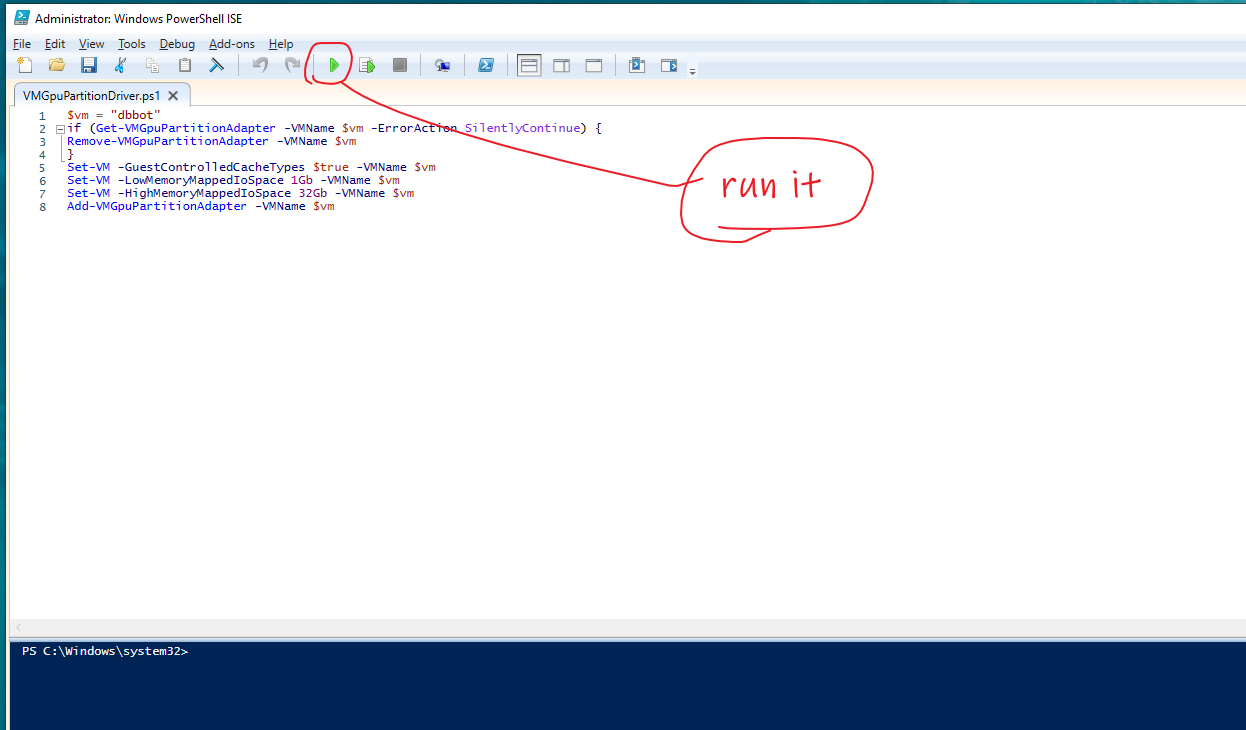 Administrator: Windows PowerShell ISE
File Edit View Tools Debug Add-ons Help
VMGpuPartitionDriver.ps1 X
1 $vm = "dbbot"
2 if (Get-VMGpuPartitionAdapter -VMName $vm -ErrorAction SilentlyContinue) {
3 Remove-VMGpuPartitionAdapter -VMName $vm
4 }
5 Set-VM -GuestControlledCacheTypes $true -VMName $vm
6 Set-VM -LowMemoryMappedIoSpace 1Gb -VMName $vm
7 Set-VM -HighMemoryMappedIoSpace 32Gb -VMName $vm
8 Add-VMGpuPartitionAdapter -VMName $vm
run it
PS C:\Windows\system32>